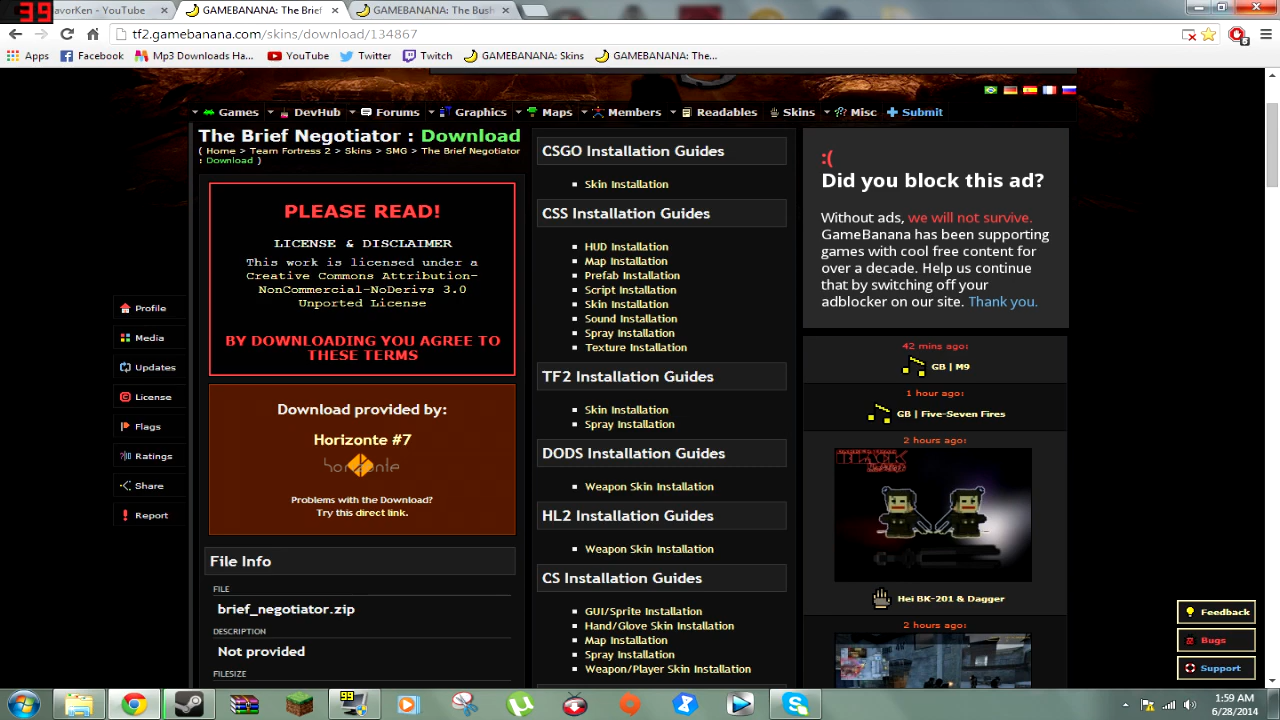 39
avorKen - YouTube
GAMEBANANA: The Brief
GAMEBANANA: The Bush
tf2.gamebanana.com/skins/download/134867
Apps
Facebook
Mp3 Downloads Ha...
YouTube
Twitter
Twitch
GAMEBANANA: Skins
GAMEBANANA: The...
Games
DevHub
Forums
Graphics
Maps
Members
Readables
Skins
Misc
Submit
The Brief Negotiator : Download
( Home > Team Fortress 2 > Skins > SMG > The Brief Negotiator
: Download )
PLEASE READ!
LICENSE & DISCLAIMER
This work is licensed under a
Creative Commons Attribution-
NonCommercial-NoDerivs 3.0
Unported License
BY DOWNLOADING YOU AGREE TO
THESE TERMS
Profile
Media
Updates
License
Flags
Ratings
Share
Report
Download provided by:
Horizonte #7
horizonte
Problems with the Download?
Try this direct link.
File Info
FILE
brief_negotiator.zip
DESCRIPTION
Not provided
FILESIZE
CSGO Installation Guides
Skin Installation
CSS Installation Guides
HUD Installation
Map Installation
Prefab Installation
Script Installation
Skin Installation
Sound Installation
Spray Installation
Texture Installation
TF2 Installation Guides
Skin Installation
Spray Installation
DODS Installation Guides
Weapon Skin Installation
HL2 Installation Guides
Weapon Skin Installation
CS Installation Guides
GUI/Sprite Installation
Hand/Glove Skin Installation
Map Installation
Spray Installation
Weapon/Player Skin Installation
:(
Did you block this ad?
Without ads, we will not survive.
GameBanana has been supporting
games with cool free content for
over a decade. Help us continue
that by switching off your
adblocker on our site. Thank you.
42 mins ago:
GB | M9
1 hour ago:
GB | Five-Seven Fires
2 hours ago:
BLACK
Hei BK-201 & Dagger
2 hours ago:
Feedback
Bugs
Support
99
1:59 AM
6/28/2014